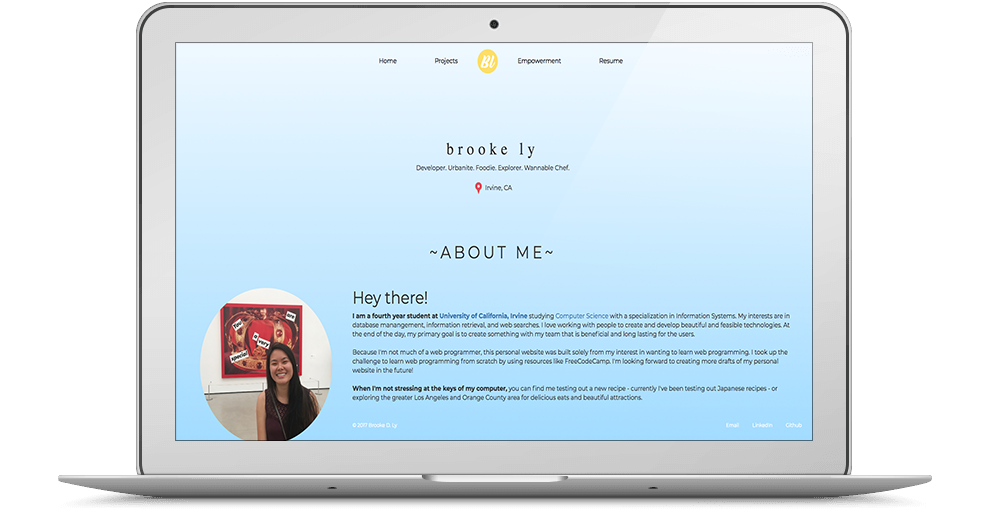 Home Projects Bl Empowerment Resume
brooke ly
Developer. Urbanite. Foodie. Explorer. Wannable Chef.
Irvine, CA
~ABOUT ME~
You are
a very
special
Hey there!
I am a fourth year student at University of California, Irvine studying Computer Science with a specialization in Information Systems. My interests are in
database manangement, information retrieval, and web searches. I love working with people to create and develop beautiful and feasible technologies. At
the end of the day, my primary goal is to create something with my team that is beneficial and long lasting for the users.
Because I'm not much of a web programmer, this personal website was built solely from my interest in wanting to learn web programming. I took up the
challenge to learn web programming from scratch by using resources like FreeCodeCamp. I'm looking forward to creating more drafts of my personal
website in the future!
When I'm not stressing at the keys of my computer, you can find me testing out a new recipe - currently I've been testing out Japanese recipes - or
exploring the greater Los Angeles and Orange County area for delicious eats and beautiful attractions.
© 2017 Brooke D. Ly Email LinkedIn Github